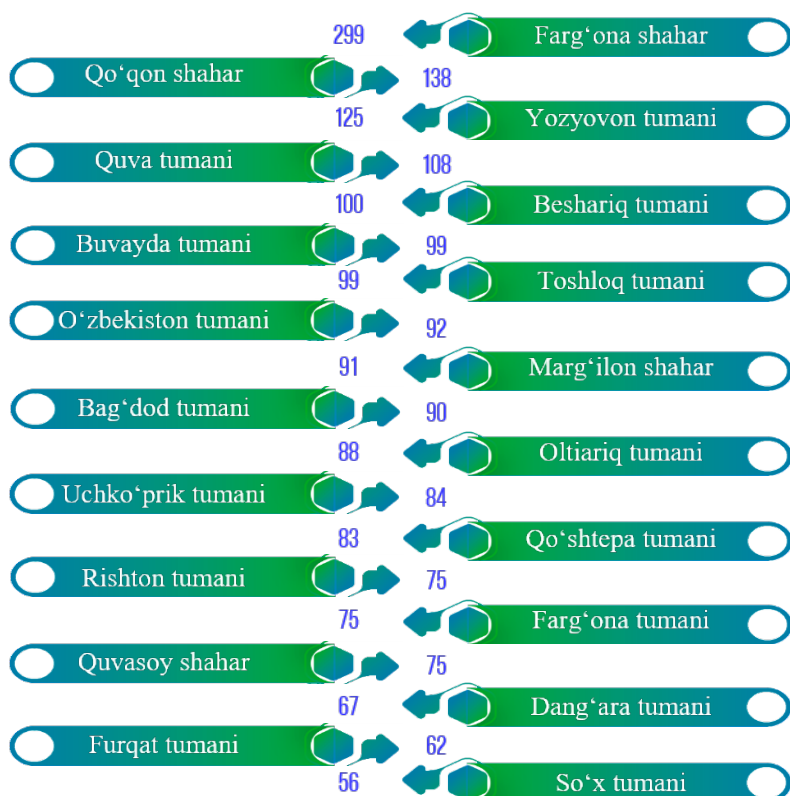 299 Farg‘ona shahar
Qo‘qon shahar 138
125 Yozyovon tumani
Quva tumani 108
100 Beshariq tumani
Buvayda tumani 99
99 Toshloq tumani
O‘zbekiston tumani 92
91 Marg‘ilon shahar
Bag‘dod tumani 90
88 Oltiariq tumani
Uchko‘prik tumani 84
83 Qo‘shtepa tumani
Rishton tumani 75
75 Farg‘ona tumani
Quvasoy shahar 75
67 Dang‘ara tumani
Furqat tumani 62
56 So‘x tumani